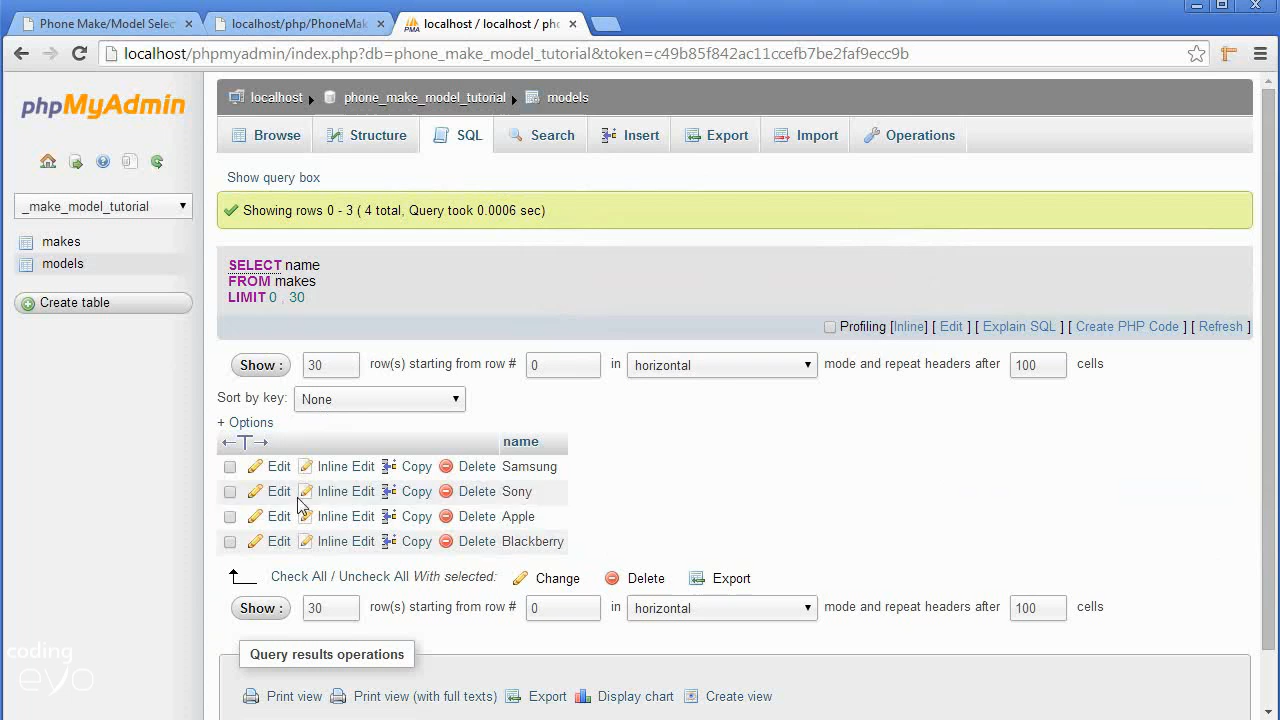 Phone Make/Model Selec
localhost/php/PhoneMak
localhost / localhost / pho
localhost/phpmyadmin/index.php?db=phone_make_model_tutorial&token=c49b85f842ac11ccefb7be2faf9ecc9b
phpMyAdmin
localhost phone_make_model_tutorial models
Browse Structure SQL Search Insert Export Import Operations
_make_model_tutorial
makes
models
Create table
Show query box
Showing rows 0 - 3 ( 4 total, Query took 0.0006 sec)
SELECT name
FROM makes
LIMIT 0 , 30
Profiling [Inline] [ Edit ] [ Explain SQL ] [ Create PHP Code ] [ Refresh ]
Show : 30 row(s) starting from row # 0 in horizontal mode and repeat headers after 100 cells
Sort by key: None
+ Options
←T→ name
Edit Inline Edit Copy Delete Samsung
Edit Inline Edit Copy Delete Sony
Edit Inline Edit Copy Delete Apple
Edit Inline Edit Copy Delete Blackberry
Check All / Uncheck All With selected: Change Delete Export
Show : 30 row(s) starting from row # 0 in horizontal mode and repeat headers after 100 cells
Query results operations
Print view Print view (with full texts) Export Display chart Create view
coding
eyo